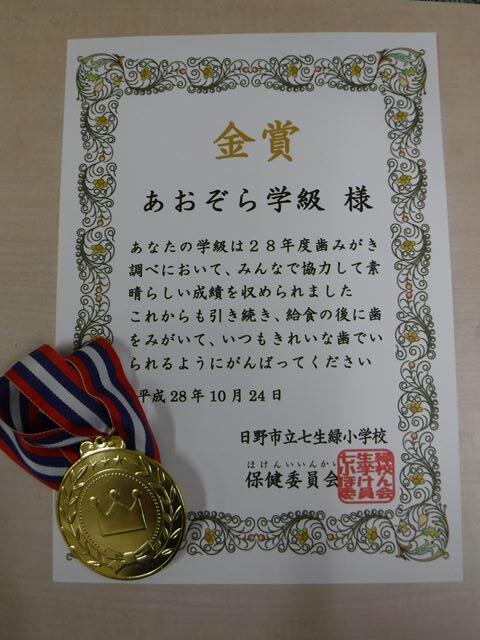 金賞
あおぞら学級 様
あなたの学級は２８年度歯みがき
調べにおいて、みんなで協力して素
晴らしい成績を収められました
これからも引き続き、給食の後に歯
をみがいて、いつもきれいな歯でい
られるようにがんばってください
平成28年10月24日
日野市立七生緑小学校
ほけんいいんかい
保健委員会